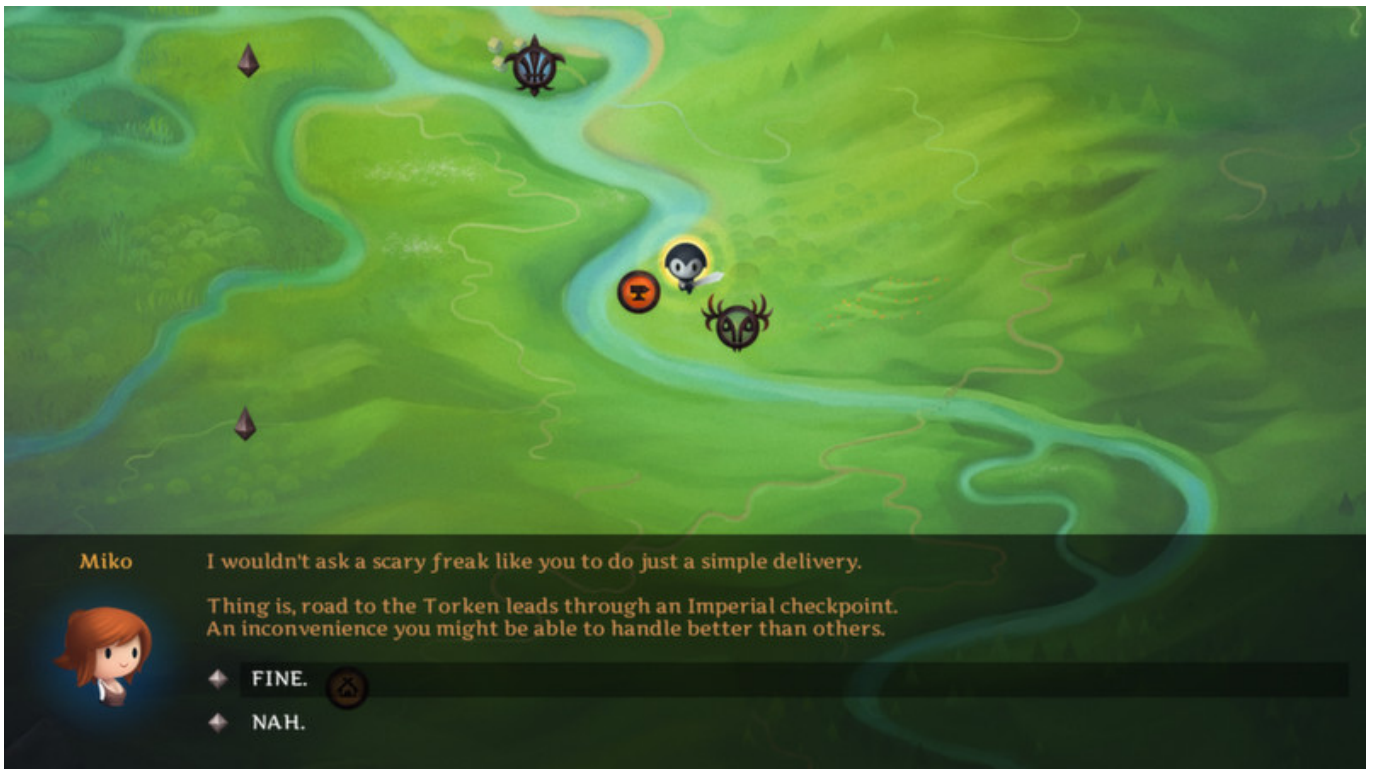 Miko
I wouldn't ask a scary freak like you to do just a simple delivery.
Thing is, road to the Torken leads through an Imperial checkpoint.
An inconvenience you might be able to handle better than others.
FINE.
NAH.